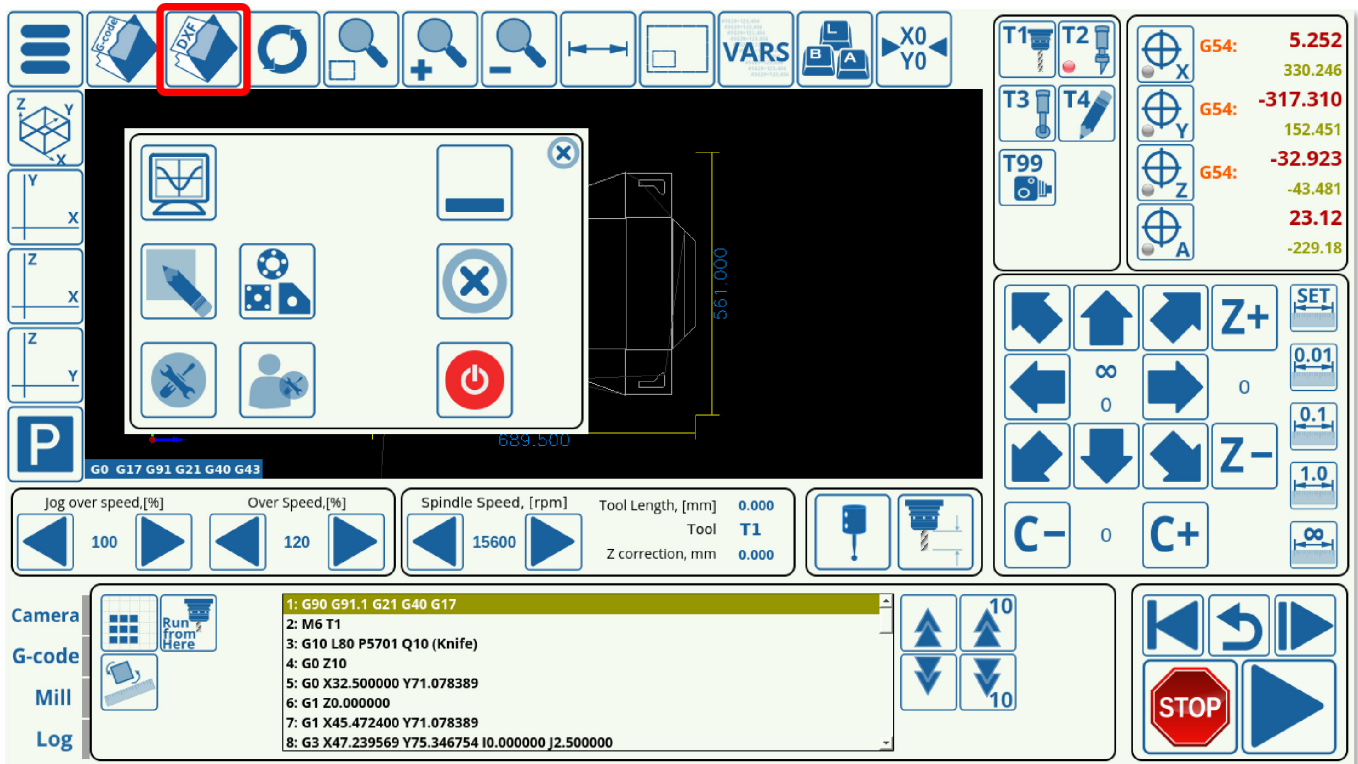 G-code
DXF
VARS
L
B
A
X0
Y0
T1
T2
T3
T4
T99
X
G54:
5.252
330.246
Y
G54:
-317.310
152.451
Z
G54:
-32.923
-43.481
A
23.12
-229.18
Z
Y
X
Y
X
Z
X
Z
Y
P
561.000
689.500
G0 G17 G91 G21 G40 G43
Z+
SET
0.01
∞
0
0
0.1
Z-
1.0
C-
0
C+
∞
Jog over speed,[%]
100
Over Speed,[%]
120
Spindle Speed, [rpm]
15600
Tool Length, [mm]
0.000
Tool
T1
Z correction, mm
0.000
Camera
G-code
Mill
Log
Run
from
Here
1: G90 G91.1 G21 G40 G17
2: M6 T1
3: G10 L80 P5701 Q10 (Knife)
4: G0 Z10
5: G0 X32.500000 Y71.078389
6: G1 Z0.000000
7: G1 X45.472400 Y71.078389
8: G3 X47.239569 Y75.346754 I0.000000 J2.500000
10
10
STOP